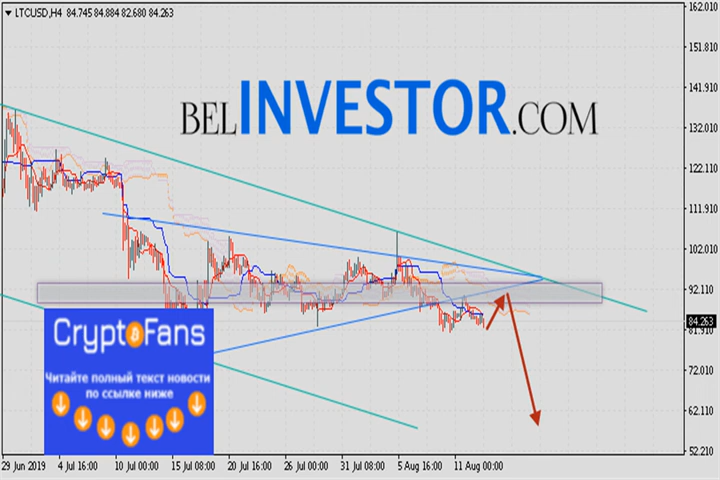 LTCUSD,H4 84.745 84.884 82.680 84.263
162.010
151.810
BELINVESTOR.COM
141.910
132.010
122.110
111.910
102.010
92.110
84.263
81.910
72.010
62.110
52.210
CryptoFans
Читайте полный текст новости
по ссылке ниже
29 Jun 2019 4 Jul 16:00 10 Jul 00:00 15 Jul 08:00 20 Jul 16:00 26 Jul 00:00 31 Jul 08:00 5 Aug 16:00 11 Aug 00:00